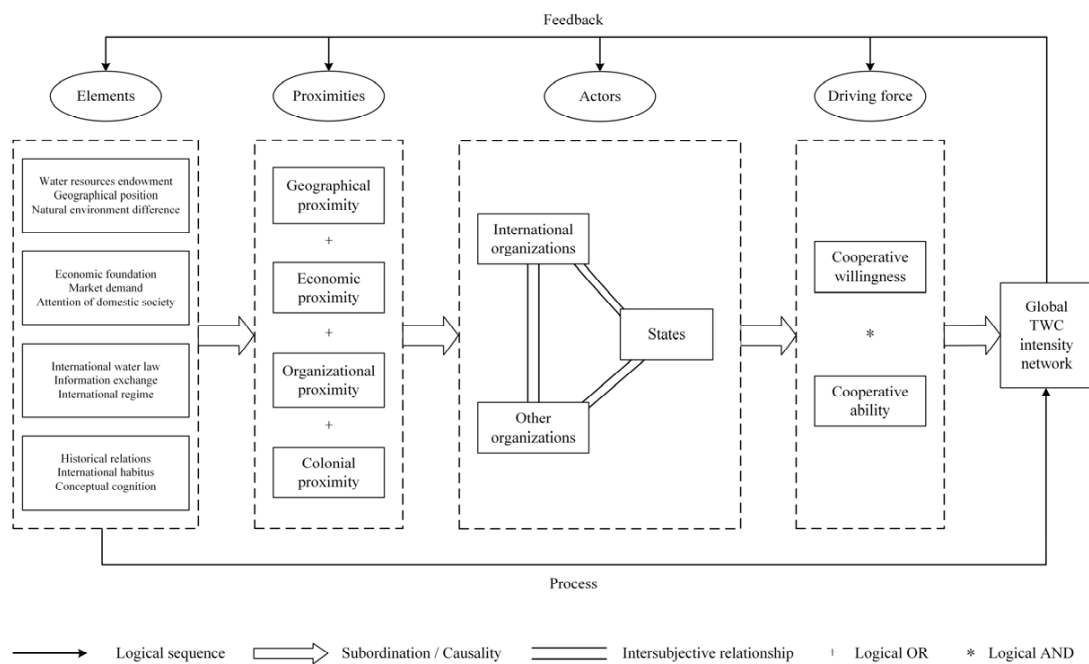 Feedback
Elements
Proximities
Actors
Driving force
Water resources endowment
Geographical position
Natural environment difference
Economic foundation
Market demand
Attention of domestic society
International water law
Information exchange
International regime
Historical relations
International habitus
Conceptual cognition
Geographical
proximity
+
Economic
proximity
+
Organizational
proximity
+
Colonial
proximity
International
organizations
States
Other
organizations
Cooperative
willingness
*
Cooperative
ability
Global
TWC
intensity
network
Process
Logical sequence
Subordination / Causality
Intersubjective relationship
+ Logical OR
* Logical AND